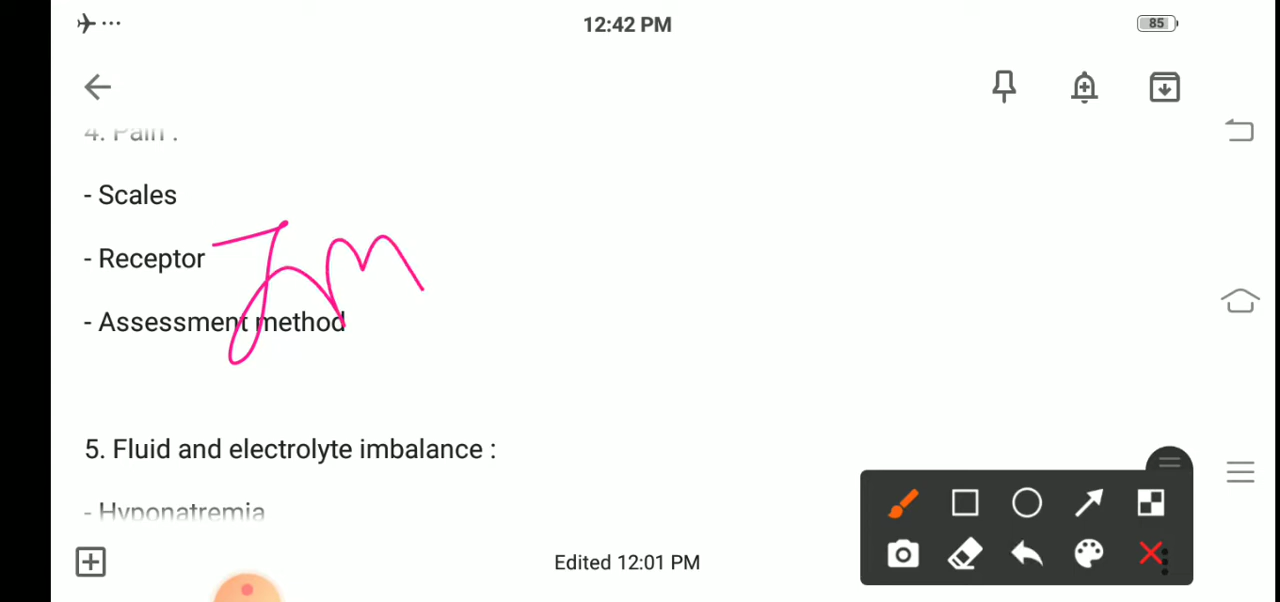 12:42 PM
85
4. Pain :
- Scales
- Receptor
- Assessment method
5. Fluid and electrolyte imbalance :
- Hyponatremia
Edited 12:01 PM